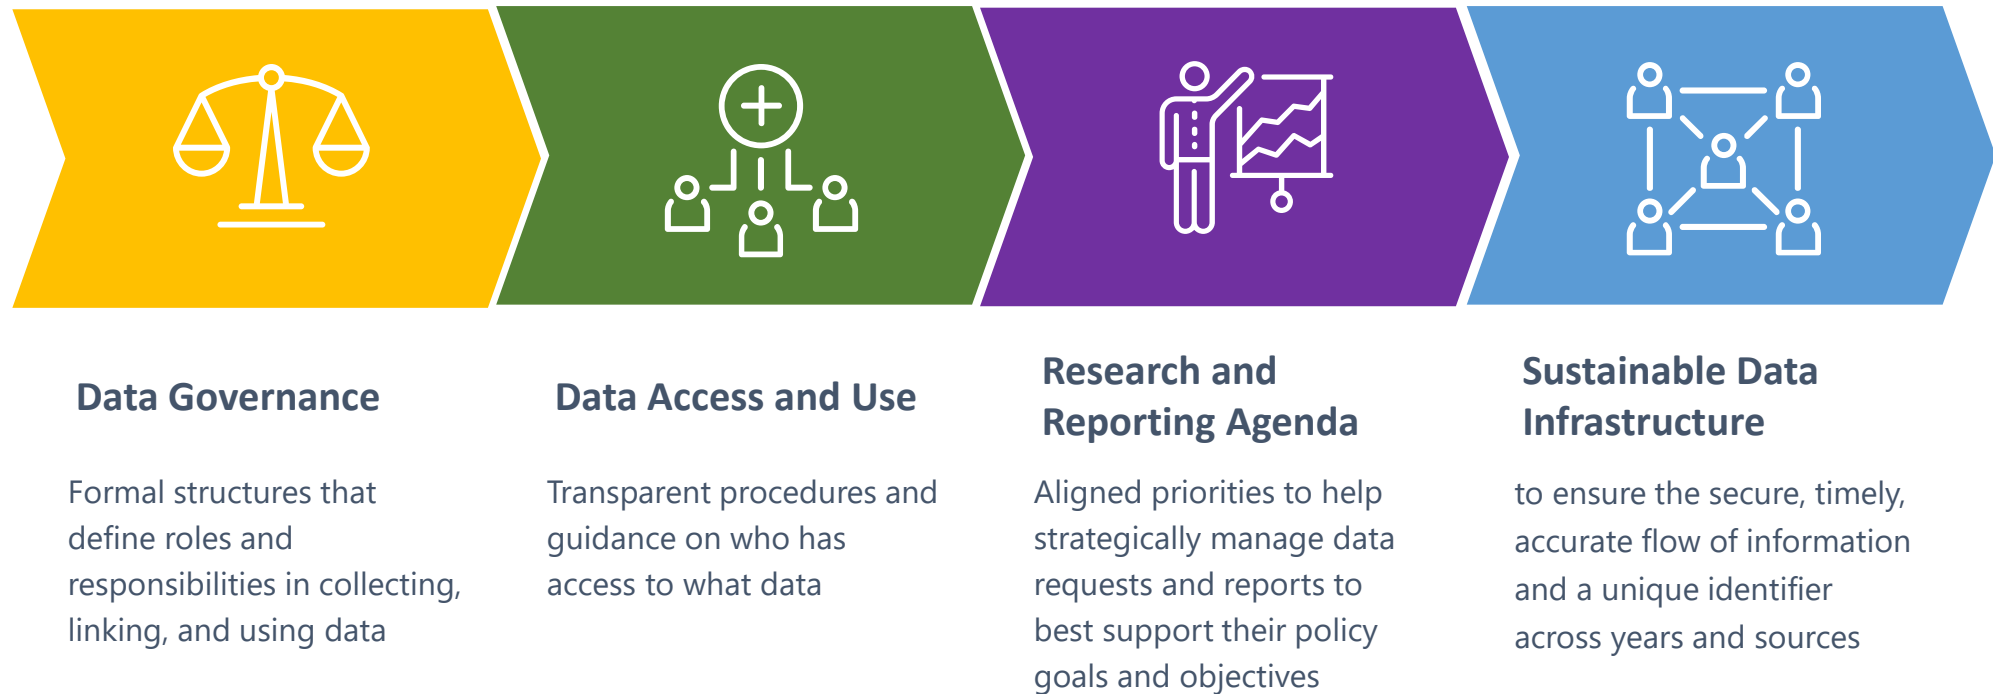 Data Governance
Formal structures that
define roles and
responsibilities in collecting,
linking, and using data
Data Access and Use
Transparent procedures and
guidance on who has
access to what data
Research and
Reporting Agenda
Aligned priorities to help
strategically manage data
requests and reports to
best support their policy
goals and objectives
Sustainable Data
Infrastructure
to ensure the secure, timely,
accurate flow of information
and a unique identifier
across years and sources